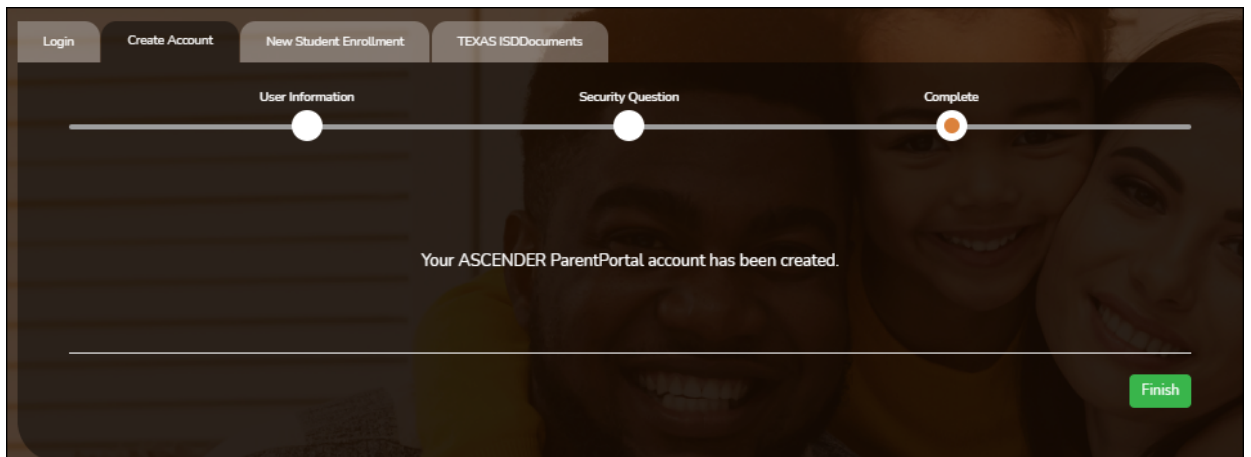 Login
Create Account
New Student Enrollment
TEXAS ISDDocuments
User Information
Security Question
Complete
Your ASCENDER ParentPortal account has been created.
Finish